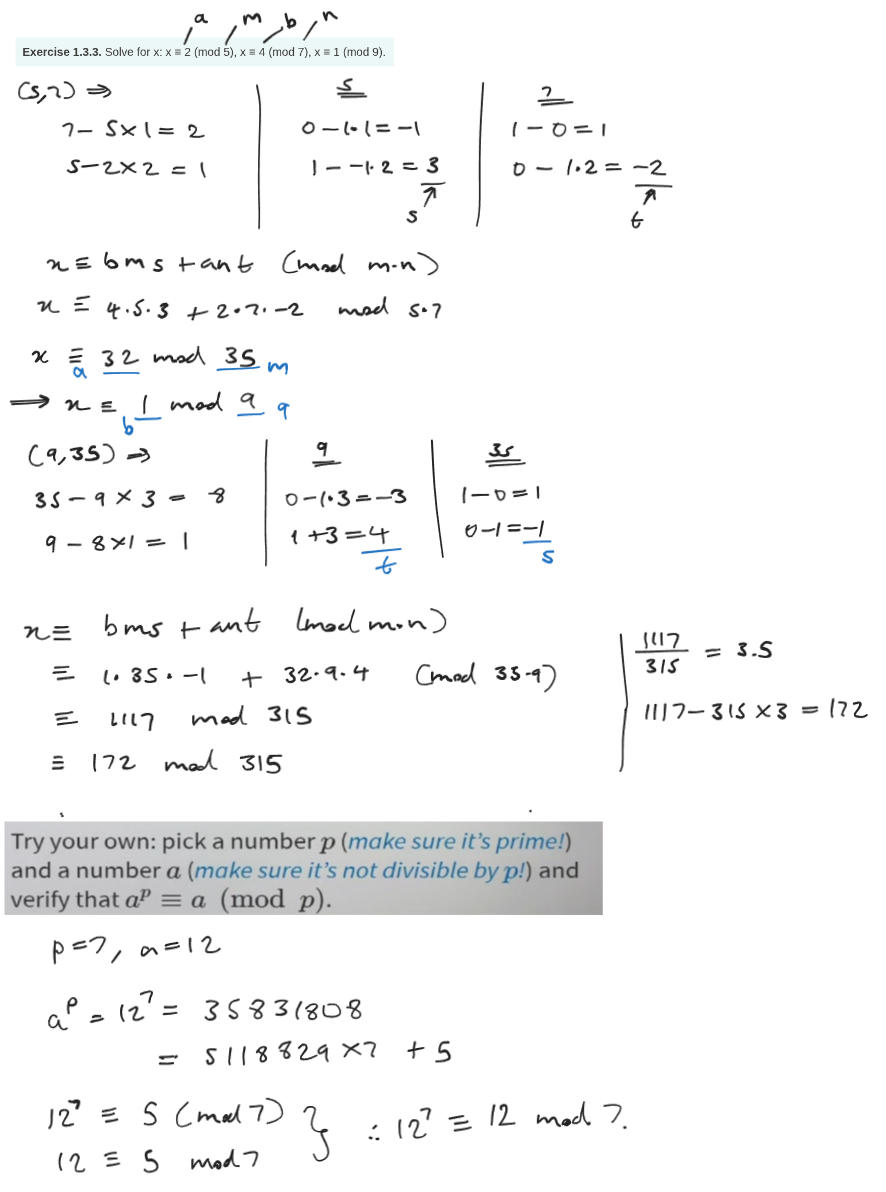 a m b n
Exercise 1.3.3. Solve for x: x ≡ 2 (mod 5), x ≡ 4 (mod 7), x ≡ 1 (mod 9).
(5,7) ⇒
7 - 5×1 = 2
5-2×2 = 1
5
0-1·1 = -1
1 - -1·2 = 3
s
7
1-0 = 1
0 - 1·2 = -2
t
x ≡ bms + ant (mod m·n)
x ≡ 4·5·3 + 2·7·-2 mod 5·7
x ≡ 32 mod 35
a m
⇒ x ≡ 1 mod 9 9
b
(9,35) ⇒
35-9×3 = 8
9-8×1 = 1
9
0-1·3 = -3
1+3 = 4
t
35
1-0 = 1
0-1 = -1
s
x ≡ bms + ant (mod m·n)
≡ 1·35·-1 + 32·9·4 (mod 35·9)
≡ 1117 mod 315
≡ 172 mod 315
1117/315 = 3.5
1117-315×3 = 172
Try your own: pick a number p (make sure it's prime!)
and a number a (make sure it's not divisible by p!) and
verify that a^p ≡ a (mod p).
p=7, a=12
a^p = 12^7 = 35831808
= 5118829×7 + 5
12^7 ≡ 5 (mod 7)
12 ≡ 5 mod 7
} ∴ 12^7 ≡ 12 mod 7.